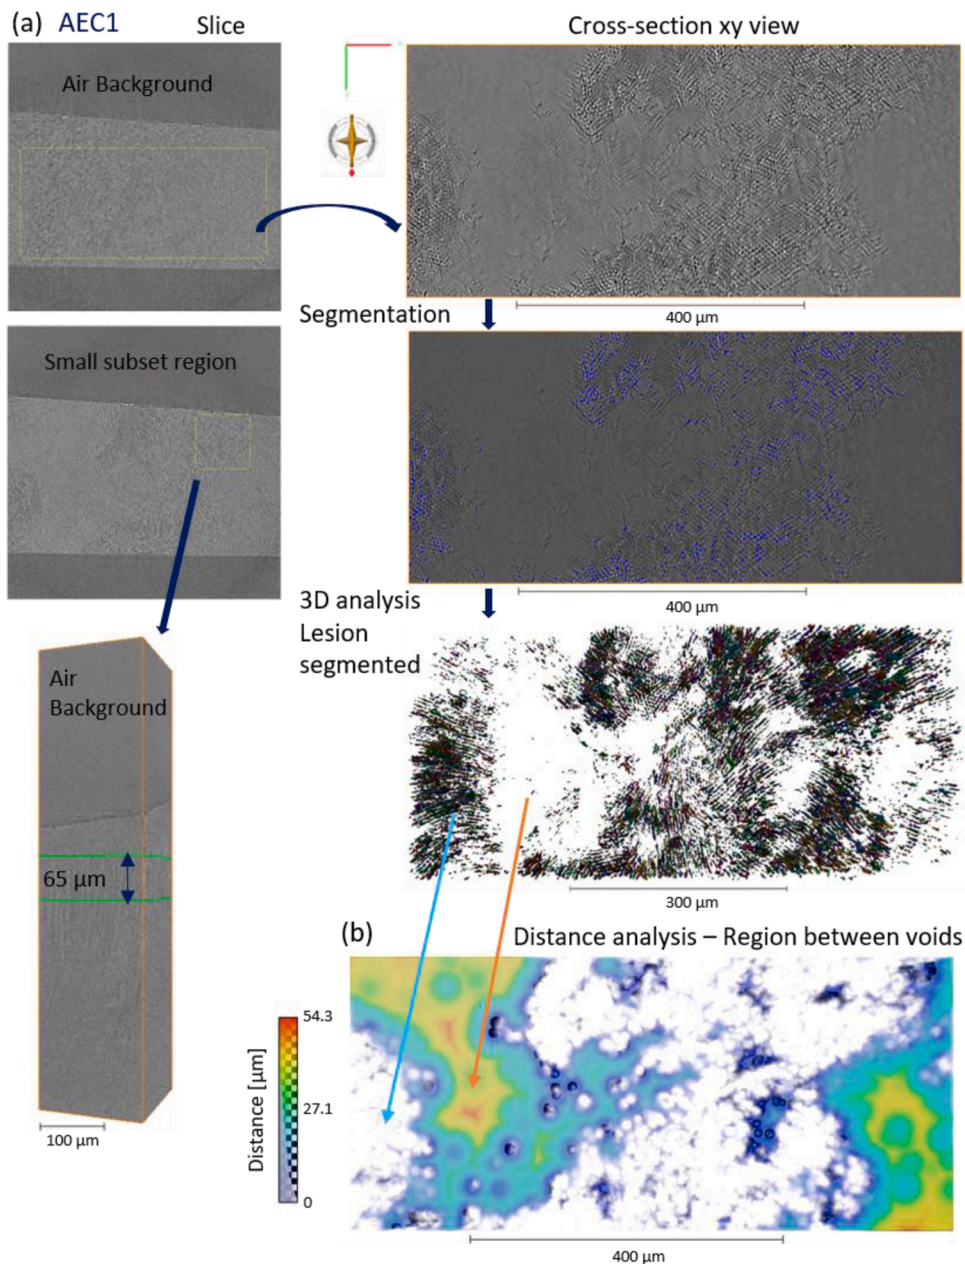 (a) AEC1 Slice Cross-section xy view
Air Background
400 µm
Segmentation
Small subset region
400 µm
3D analysis
Lesion
segmented
Air
Background
65 µm
300 µm
(b) Distance analysis – Region between voids
54.3
Distance [µm]
27.1
0
100 µm
400 µm